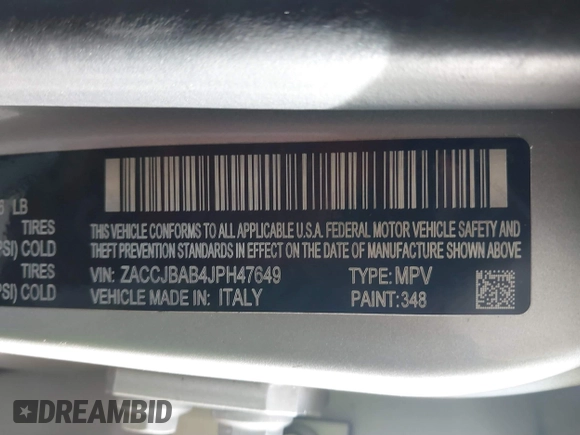 LB
TIRES
COLD
TIRES
COLD
THIS VEHICLE CONFORMS TO ALL APPLICABLE U.S.A. FEDERAL MOTOR VEHICLE SAFETY AND
THEFT PREVENTION STANDARDS IN EFFECT ON THE DATE OF MANUFACTURE SHOWN ABOVE
VIN: ZACCJBAB4JPH47649 TYPE: MPV
VEHICLE MADE IN: ITALY PAINT: 348
DREAMBID